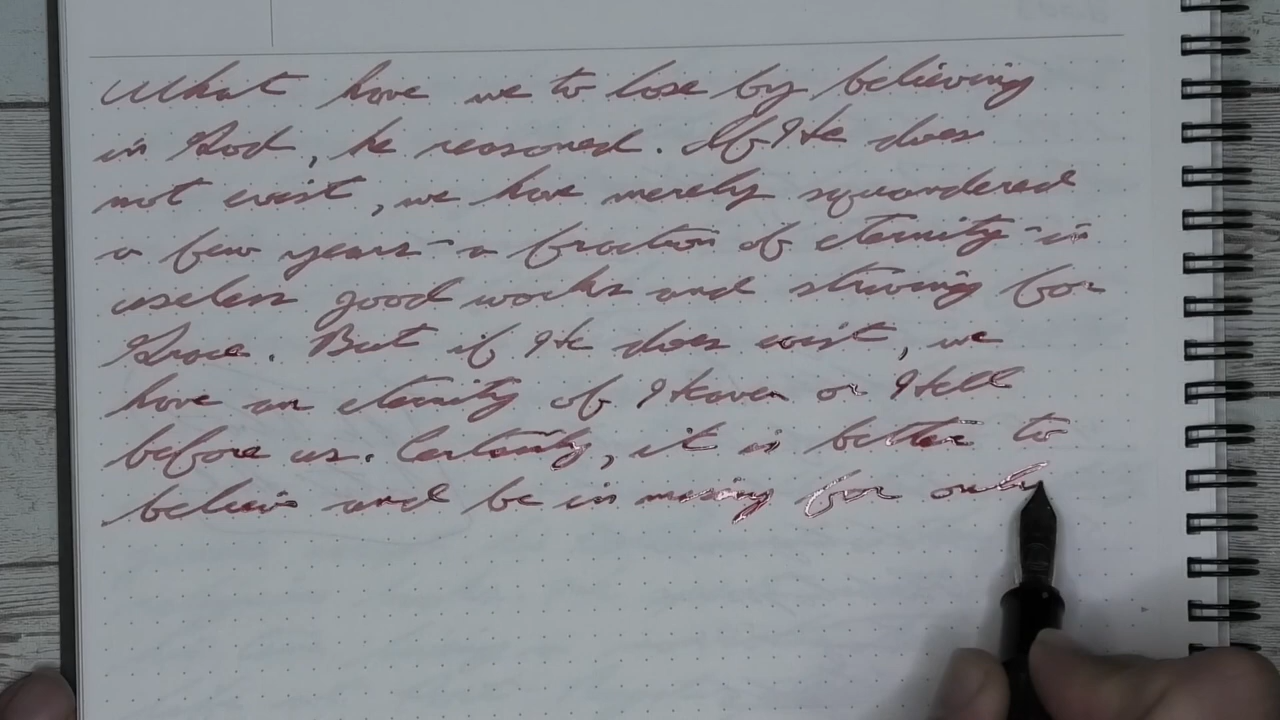 What have we to lose by believing
in God, he reasoned. If He does
not exist, we have merely squandered
a few years - a fraction of eternity - in
useless good works and striving for
Grace. But if He does exist, we
have an eternity of Heaven or Hell
before us. Certainly, it is better to
believe and be in for only